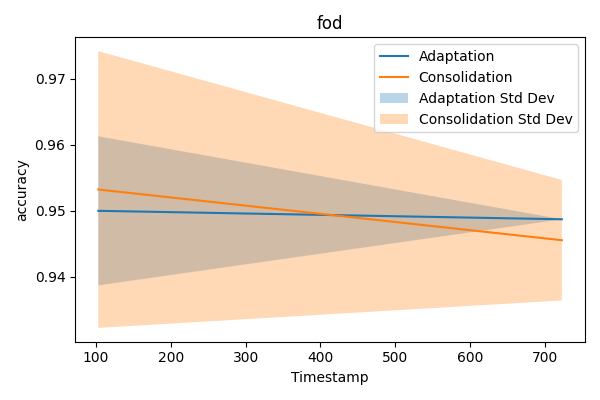 fod
Adaptation
Consolidation
Adaptation Std Dev
Consolidation Std Dev
accuracy
0.97
0.96
0.95
0.94
100 200 300 400 500 600 700
Timestamp